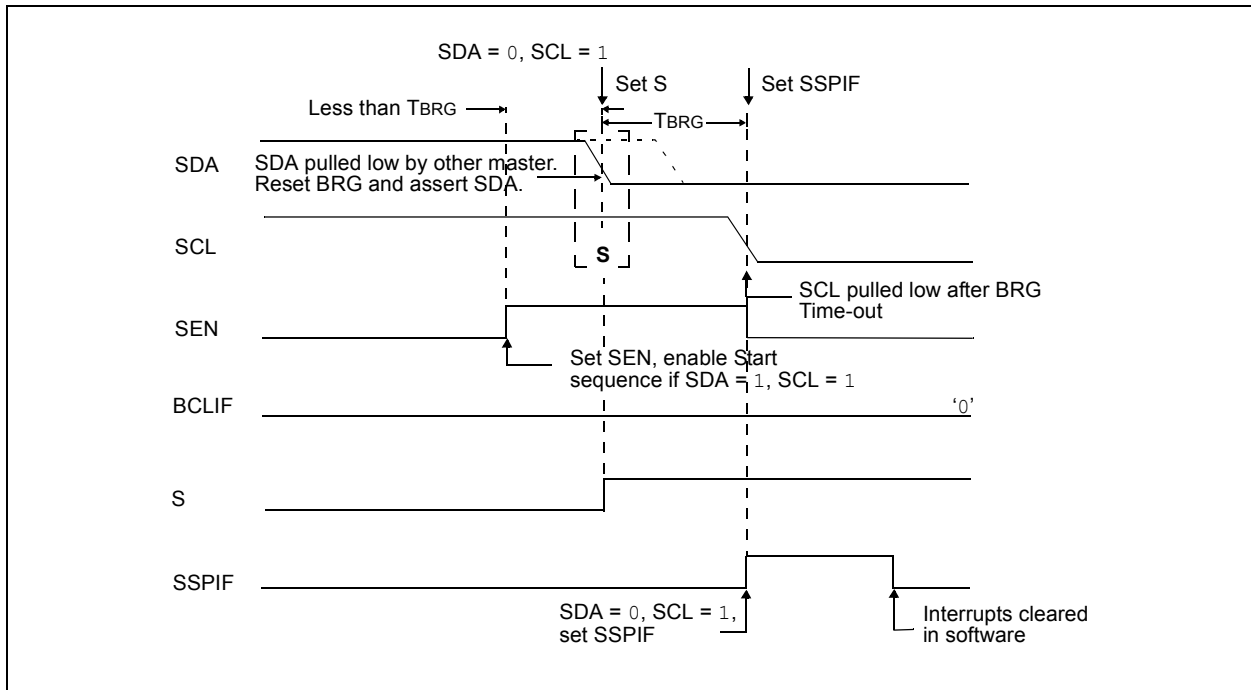 SDA = 0, SCL = 1
Set S
Set SSPIF
Less than TBRG
TBRG
SDA
SDA pulled low by other master.
Reset BRG and assert SDA.
SCL
S
SCL pulled low after BRG
Time-out
SEN
Set SEN, enable Start
sequence if SDA = 1, SCL = 1
BCLIF
‘0’
S
SSPIF
SDA = 0, SCL = 1,
set SSPIF
Interrupts cleared
in software